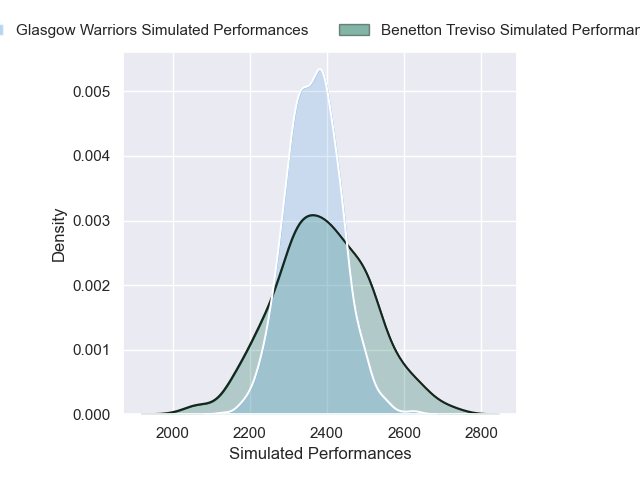 Glasgow Warriors Simulated Performances
Benetton Treviso Simulated
0.005
0.004
0.003
0.002
0.001
0.000
Density
2000 2200 2400 2600 2800
Simulated Performances